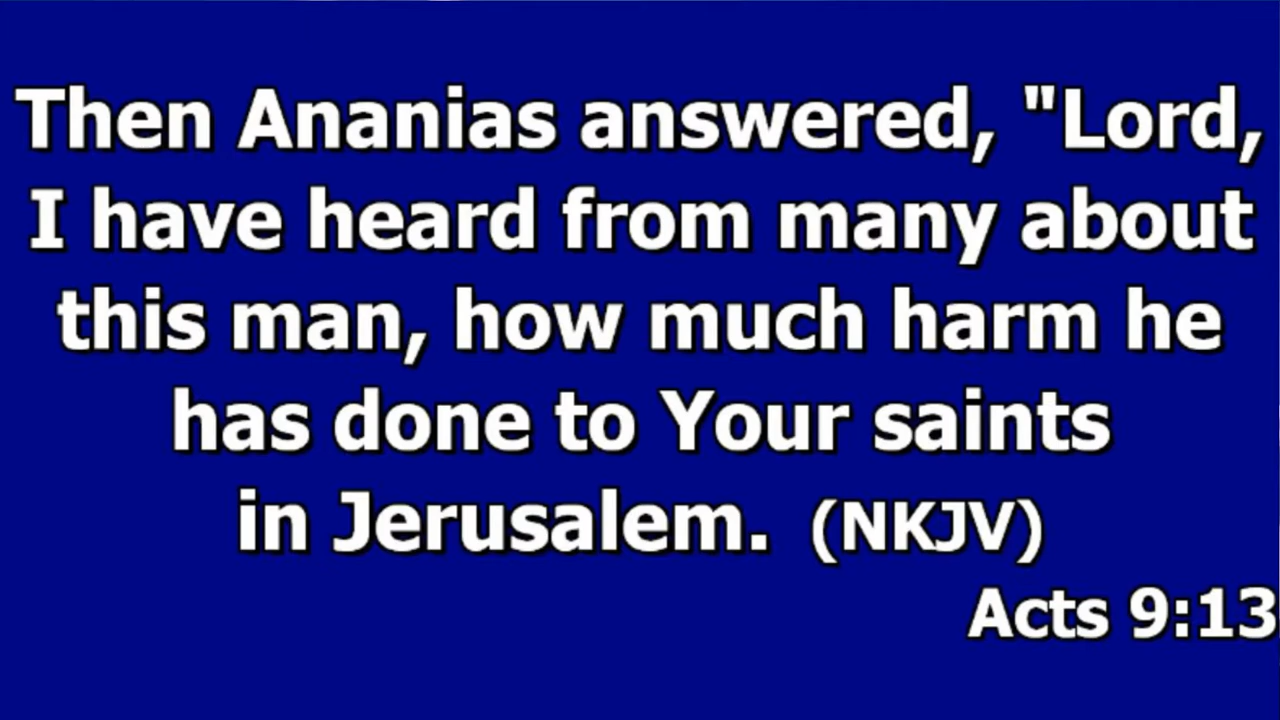 Then Ananias answered, "Lord,
I have heard from many about
this man, how much harm he
has done to Your saints
in Jerusalem. (NKJV)
Acts 9:13